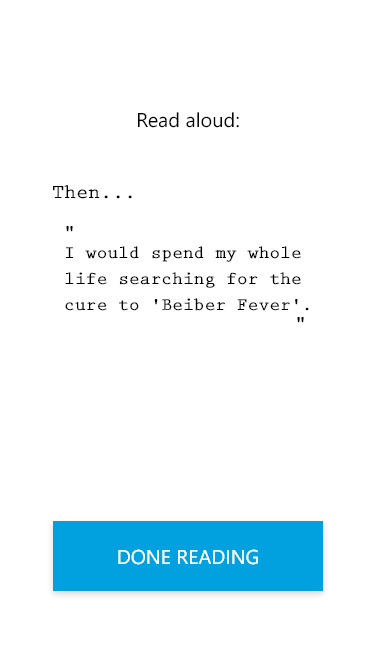 Read aloud:
Then...
"
I would spend my whole
life searching for the
cure to 'Beiber Fever'.
"
DONE READING